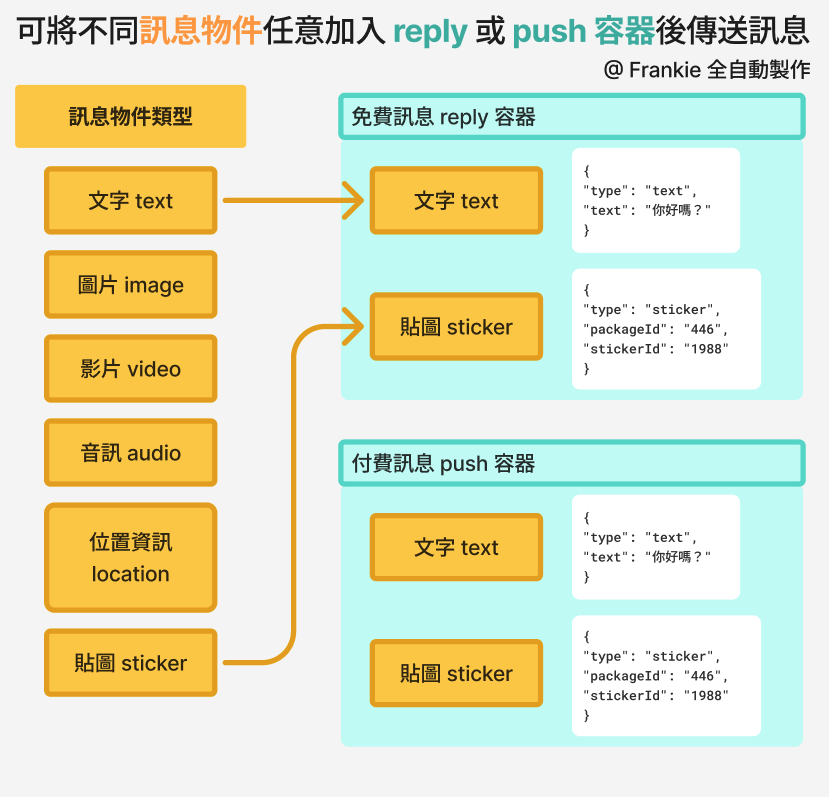 可將不同訊息物件任意加入 reply 或 push 容器後傳送訊息
@ Frankie 全自動製作
訊息物件類型
文字 text
圖片 image
影片 video
音訊 audio
位置資訊
location
貼圖 sticker
免費訊息 reply 容器
文字 text
{
"type": "text",
"text": "你好嗎？"
}
貼圖 sticker
{
"type": "sticker",
"packageId": "446",
"stickerId": "1988"
}
付費訊息 push 容器
文字 text
{
"type": "text",
"text": "你好嗎？"
}
貼圖 sticker
{
"type": "sticker",
"packageId": "446",
"stickerId": "1988"
}